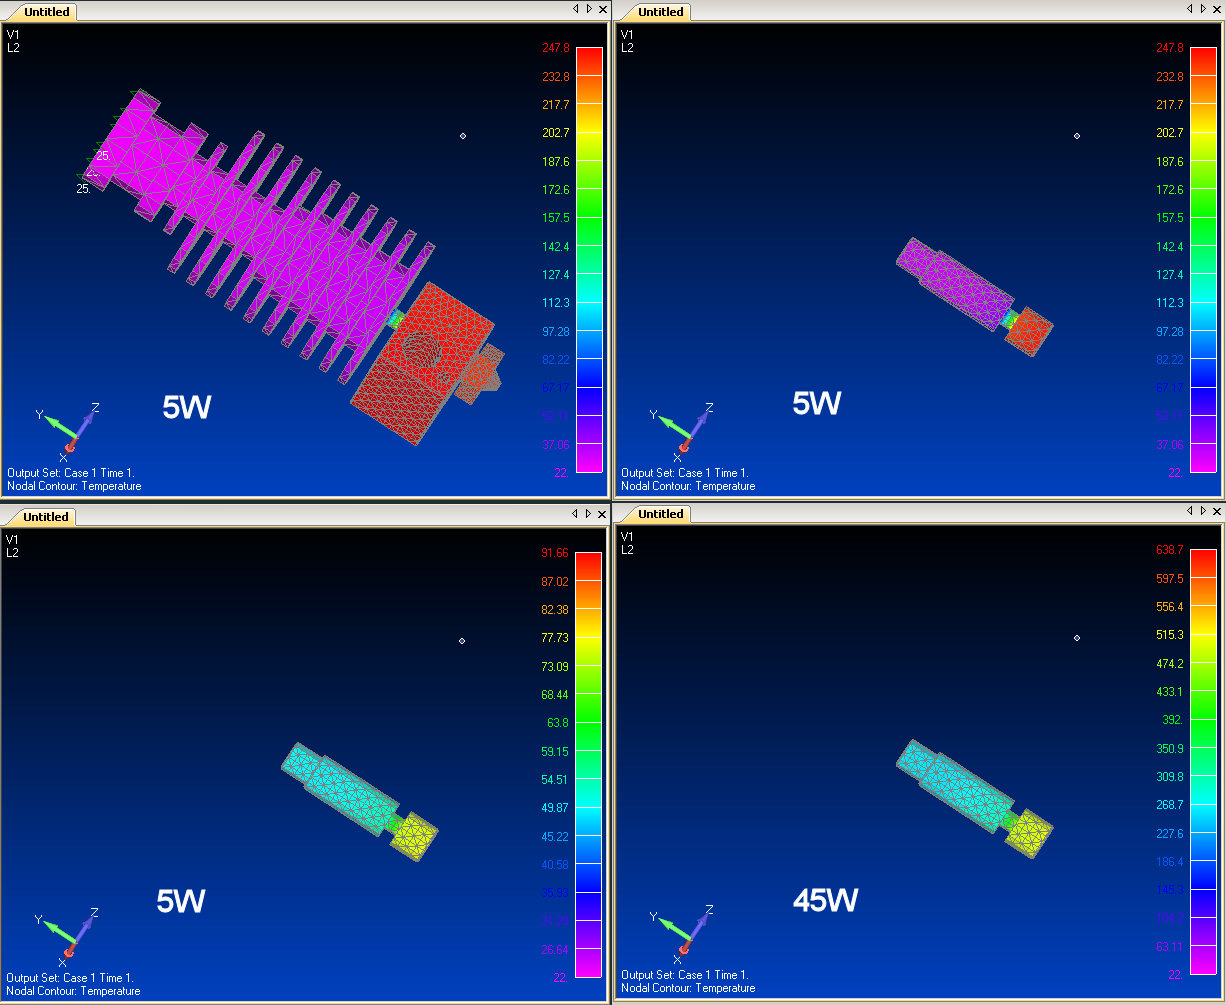 Untitled
V1
L2
247.8
232.8
217.7
202.7
187.6
172.6
157.5
142.4
127.4
112.3
97.28
82.22
67.17
37.06
22.
25.
25.
5W
Y
Z
X
Output Set: Case 1 Time 1.
Nodal Contour: Temperature
Untitled
V1
L2
247.8
232.8
217.7
202.7
187.6
172.6
157.5
142.4
127.4
112.3
97.28
82.22
67.17
37.06
22.
5W
Y
Z
X
Output Set: Case 1 Time 1.
Nodal Contour: Temperature
Untitled
V1
L2
91.66
87.02
82.38
77.73
73.09
68.44
63.8
59.15
54.51
49.87
45.22
40.58
35.93
31.29
26.64
22.
5W
Y
Z
X
Output Set: Case 1 Time 1.
Nodal Contour: Temperature
Untitled
V1
L2
638.7
597.5
556.4
515.3
474.2
433.1
392.
350.9
309.8
268.7
227.6
186.4
145.3
104.2
63.11
22.
45W
Y
Z
X
Output Set: Case 1 Time 1.
Nodal Contour: Temperature